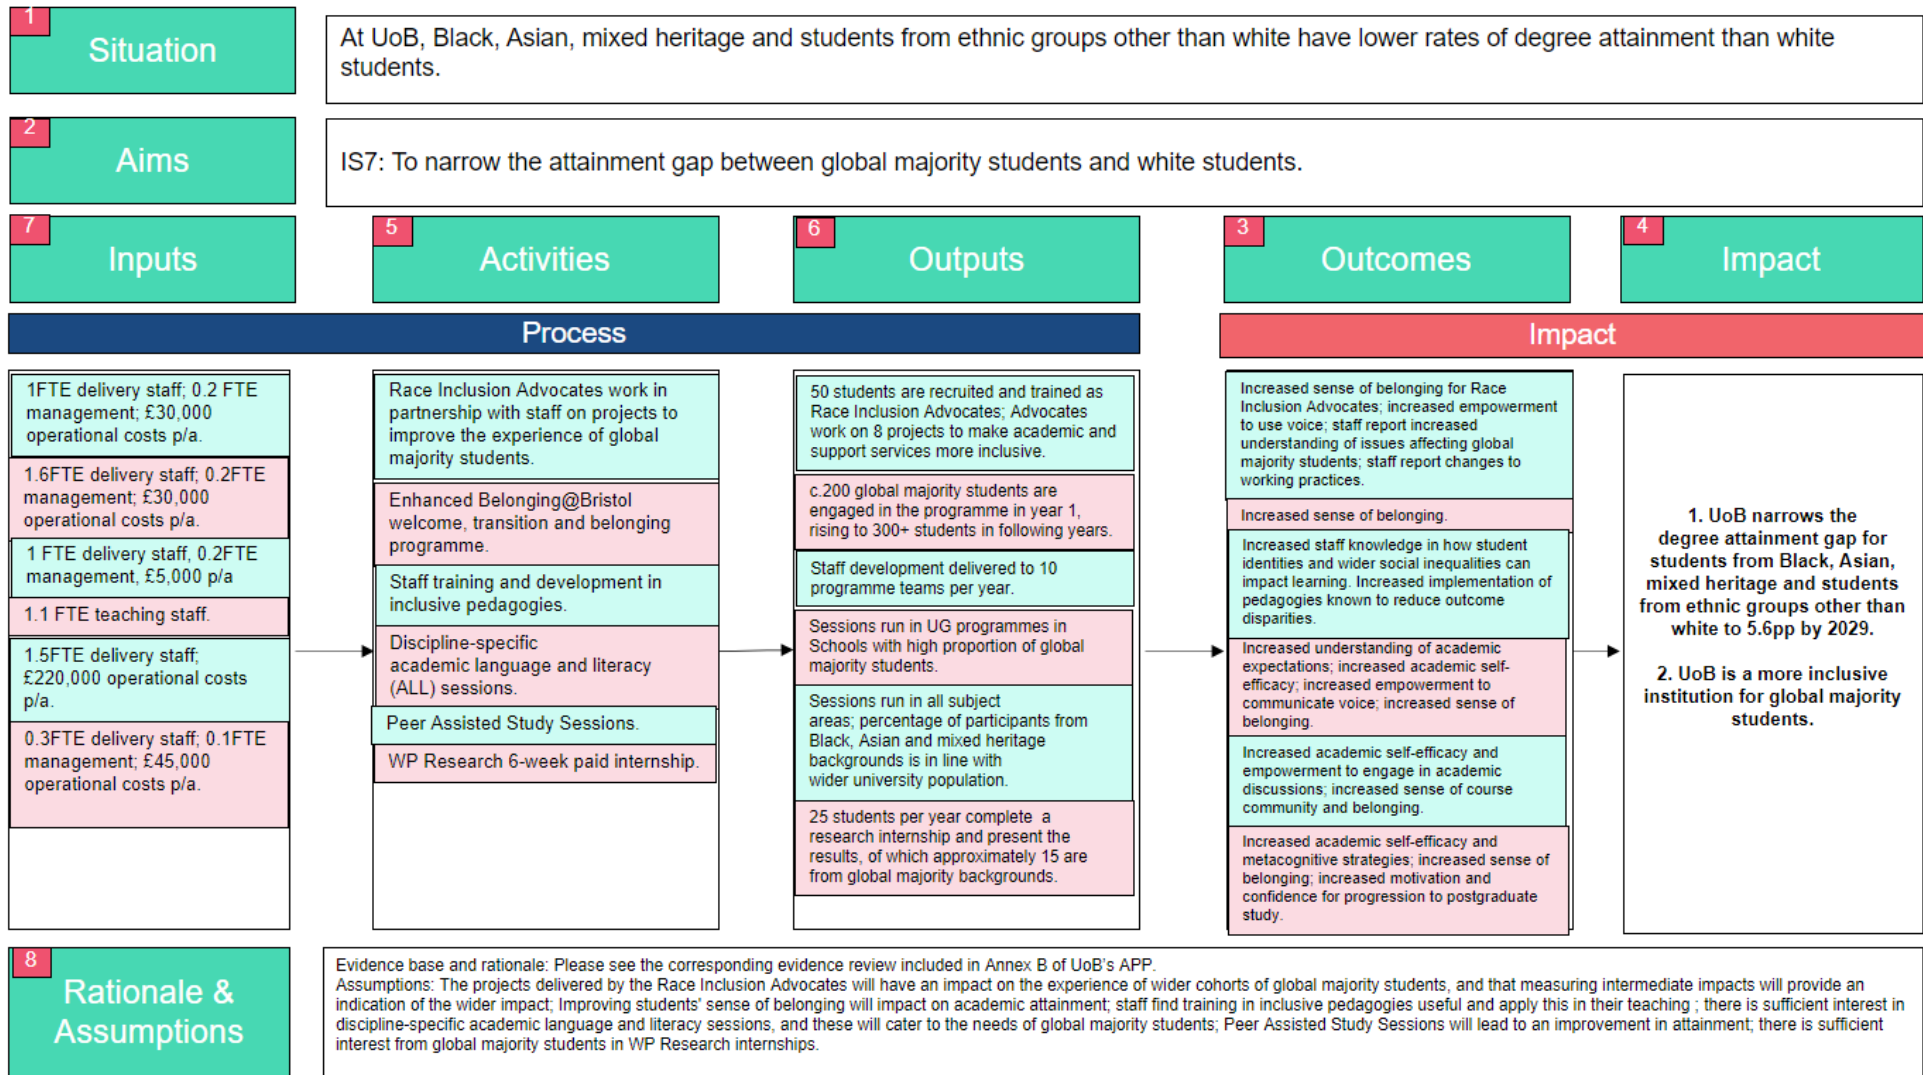 1
Situation
At UoB, Black, Asian, mixed heritage and students from ethnic groups other than white have lower rates of degree attainment than white
students.
2
Aims
IS7: To narrow the attainment gap between global majority students and white students.
7
Inputs
5
Activities
6
Outputs
3
Outcomes
4
Impact
Process
Impact
1FTE delivery staff; 0.2 FTE
management; £30,000
operational costs p/a.
1.6FTE delivery staff; 0.2FTE
management; £30,000
operational costs p/a.
1 FTE delivery staff, 0.2FTE
management, £5,000 p/a
1.1 FTE teaching staff.
1.5FTE delivery staff;
£220,000 operational costs
p/a.
0.3FTE delivery staff; 0.1FTE
management; £45,000
operational costs p/a.
Race Inclusion Advocates work in
partnership with staff on projects to
improve the experience of global
majority students.
Enhanced Belonging@Bristol
welcome, transition and belonging
programme.
Staff training and development in
inclusive pedagogies.
Discipline-specific
academic language and literacy
(ALL) sessions.
Peer Assisted Study Sessions.
WP Research 6-week paid internship.
50 students are recruited and trained as
Race Inclusion Advocates; Advocates
work on 8 projects to make academic and
support services more inclusive.
c.200 global majority students are
engaged in the programme in year 1,
rising to 300+ students in following years.
Staff development delivered to 10
programme teams per year.
Sessions run in UG programmes in
Schools with high proportion of global
majority students.
Sessions run in all subject
areas; percentage of participants from
Black, Asian and mixed heritage
backgrounds is in line with
wider university population.
25 students per year complete a
research internship and present the
results, of which approximately 15 are
from global majority backgrounds.
Increased sense of belonging for Race
Inclusion Advocates; increased empowerment
to use voice; staff report increased
understanding of issues affecting global
majority students; staff report changes to
working practices.
Increased sense of belonging.
Increased staff knowledge in how student
identities and wider social inequalities can
impact learning. Increased implementation of
pedagogies known to reduce outcome
disparities.
Increased understanding of academic
expectations; increased academic self-
efficacy; increased empowerment to
communicate voice; increased sense of
belonging.
Increased academic self-efficacy and
empowerment to engage in academic
discussions; increased sense of course
community and belonging.
Increased academic self-efficacy and
metacognitive strategies; increased sense of
belonging; increased motivation and
confidence for progression to postgraduate
study.
1. UoB narrows the
degree attainment gap for
students from Black, Asian,
mixed heritage and students
from ethnic groups other than
white to 5.6pp by 2029.
2. UoB is a more inclusive
institution for global majority
students.
8
Rationale &
Assumptions
Evidence base and rationale: Please see the corresponding evidence review included in Annex B of UoB's APP.
Assumptions: The projects delivered by the Race Inclusion Advocates will have an impact on the experience of wider cohorts of global majority students, and that measuring intermediate impacts will provide an
indication of the wider impact; Improving students' sense of belonging will impact on academic attainment; staff find training in inclusive pedagogies useful and apply this in their teaching ; there is sufficient interest in
discipline-specific academic language and literacy sessions, and these will cater to the needs of global majority students; Peer Assisted Study Sessions will lead to an improvement in attainment; there is sufficient
interest from global majority students in WP Research internships.